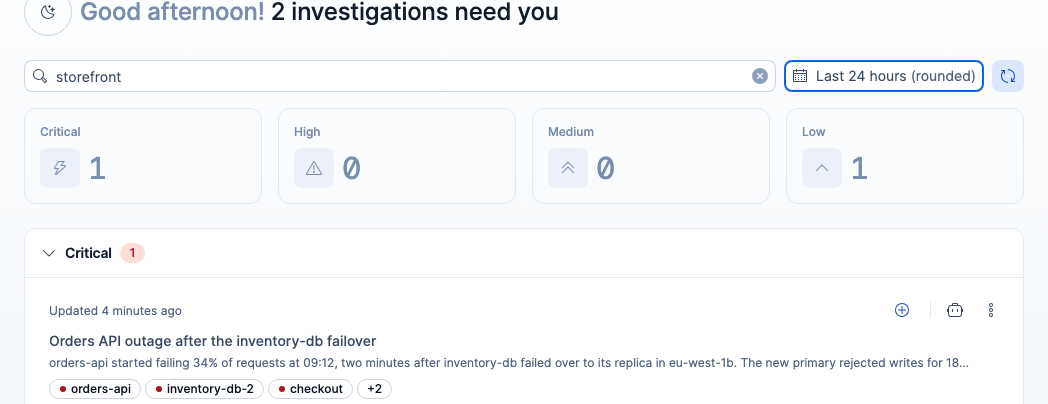 Good afternoon! 2 investigations need you
storefront
Last 24 hours (rounded)
Critical
High
Medium
Low
1
0
0
1
Critical 1
Updated 4 minutes ago
Orders API outage after the inventory-db failover
orders-api started failing 34% of requests at 09:12, two minutes after inventory-db failed over to its replica in eu-west-1b. The new primary rejected writes for 18...
orders-api
inventory-db-2
checkout
+2